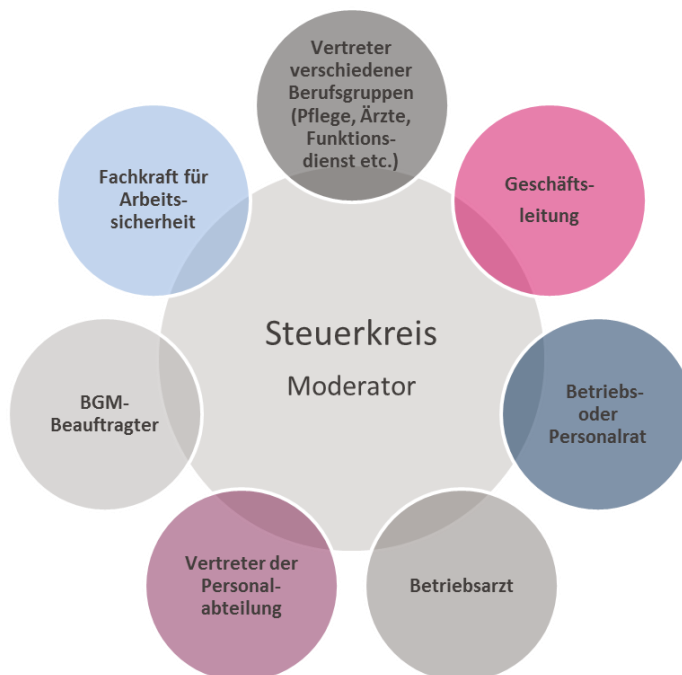 Vertreter
verschiedener
Berufsgruppen
(Pflege, Ärzte,
Funktions-
dienst etc.)
Geschäfts-
leitung
Betriebs-
oder
Personalrat
Betriebsarzt
Vertreter der
Personal-
abteilung
BGM-
Beauftragter
Fachkraft für
Arbeits-
sicherheit
Steuerkreis
Moderator